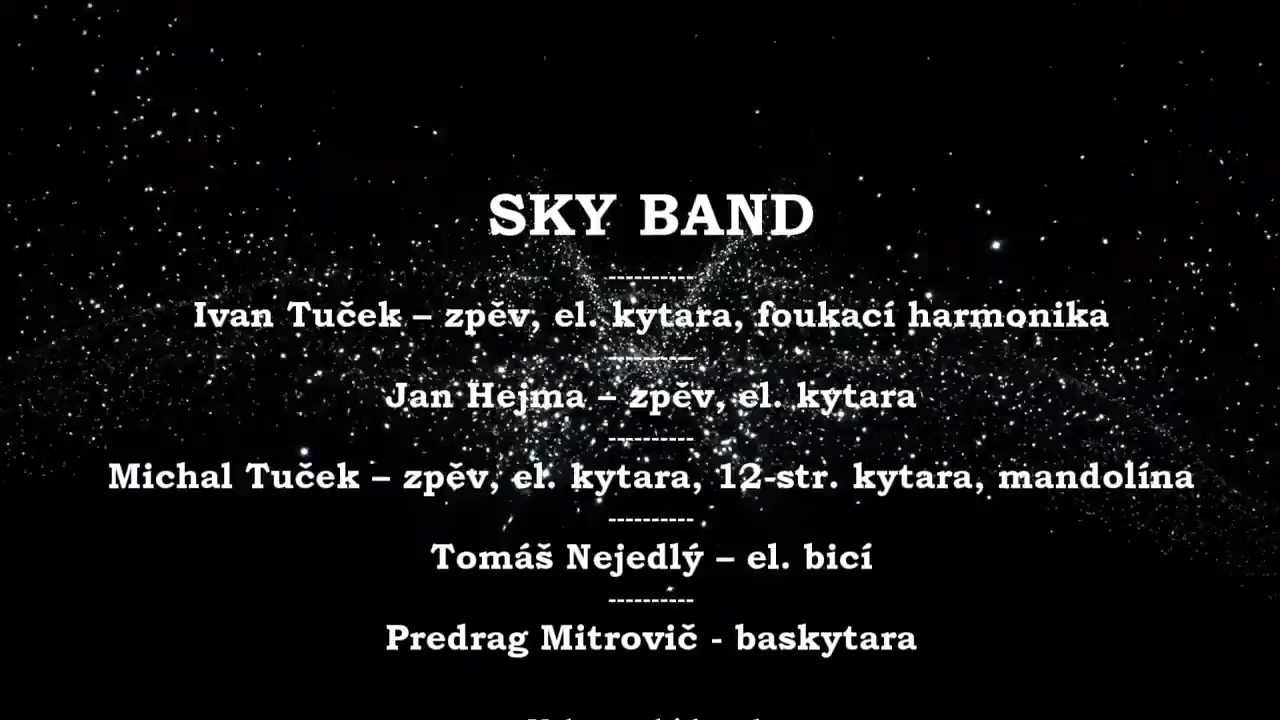 SKY BAND
----------
Ivan Tuček – zpěv, el. kytara, foukací harmonika
----------
Jan Hejma – zpěv, el. kytara
----------
Michal Tuček – zpěv, el. kytara, 12-str. kytara, mandolína
----------
Tomáš Nejedlý – el. bicí
----------
Predrag Mitrovič - baskytara